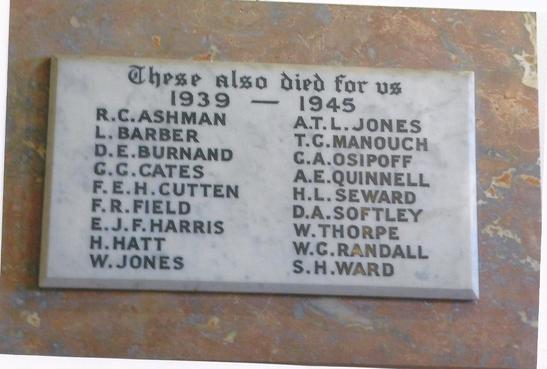 These also died for us
1939 — 1945
R.C.ASHMAN
L.BARBER
D.E.BURNAND
G.G.CATES
F.E.H.CUTTEN
F.R.FIELD
E.J.F.HARRIS
H.HATT
W.JONES
A.T.L.JONES
T.G.MANOUCH
G.A.OSIPOFF
A.E.QUINNELL
H.L.SEWARD
D.A.SOFTLEY
W.THORPE
W.G.RANDALL
S.H.WARD